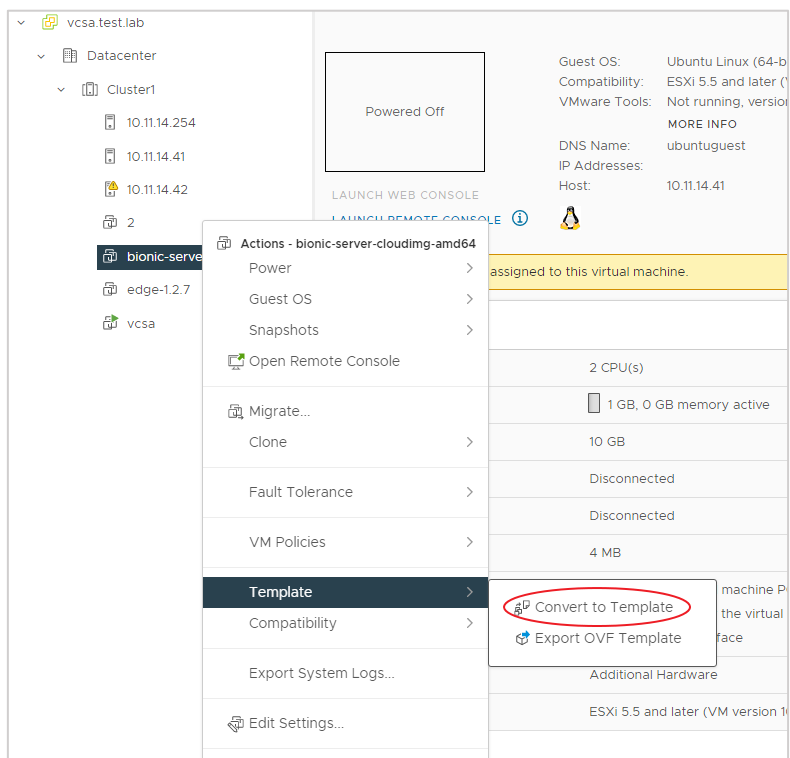 vcsa.test.lab
Datacenter
Cluster1
10.11.14.254
10.11.14.41
10.11.14.42
2
bionic-serve
edge-1.2.7
vcsa
Powered Off
LAUNCH WEB CONSOLE
LAUNCH REMOTE CONSOLE
Guest OS: Ubuntu Linux (64-b
Compatibility: ESXi 5.5 and later (
VMware Tools: Not running, version
MORE INFO
DNS Name: ubuntuguest
IP Addresses:
Host: 10.11.14.41
assigned to this virtual machine.
Actions - bionic-server-cloudimg-amd64
Power
Guest OS
Snapshots
Open Remote Console
Migrate...
Clone
Fault Tolerance
VM Policies
Template
Compatibility
Export System Logs...
Edit Settings...
Convert to Template
Export OVF Template
2 CPU(s)
1 GB, 0 GB memory active
10 GB
Disconnected
Disconnected
4 MB
machine P
the virtual
face
Additional Hardware
ESXi 5.5 and later (VM version 1